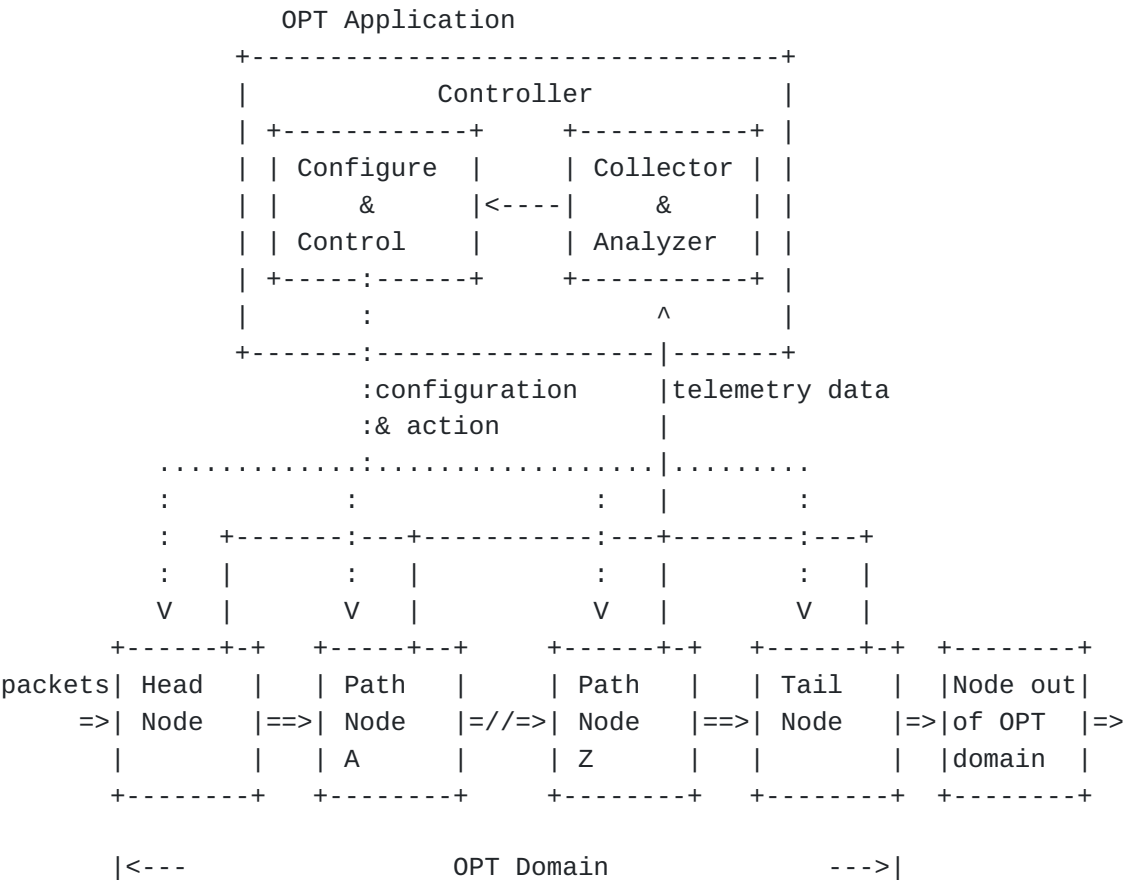 OPT Application
Controller
Configure Collector
& <----| &
Control Analyzer
:configuration |telemetry data
:& action
V V V V
packets| Head Path Path Tail |Node out|
=>| Node |==>| Node |=//=>| Node |==>| Node |=>|of OPT |=>
A Z |domain |
|<--- OPT Domain --->|